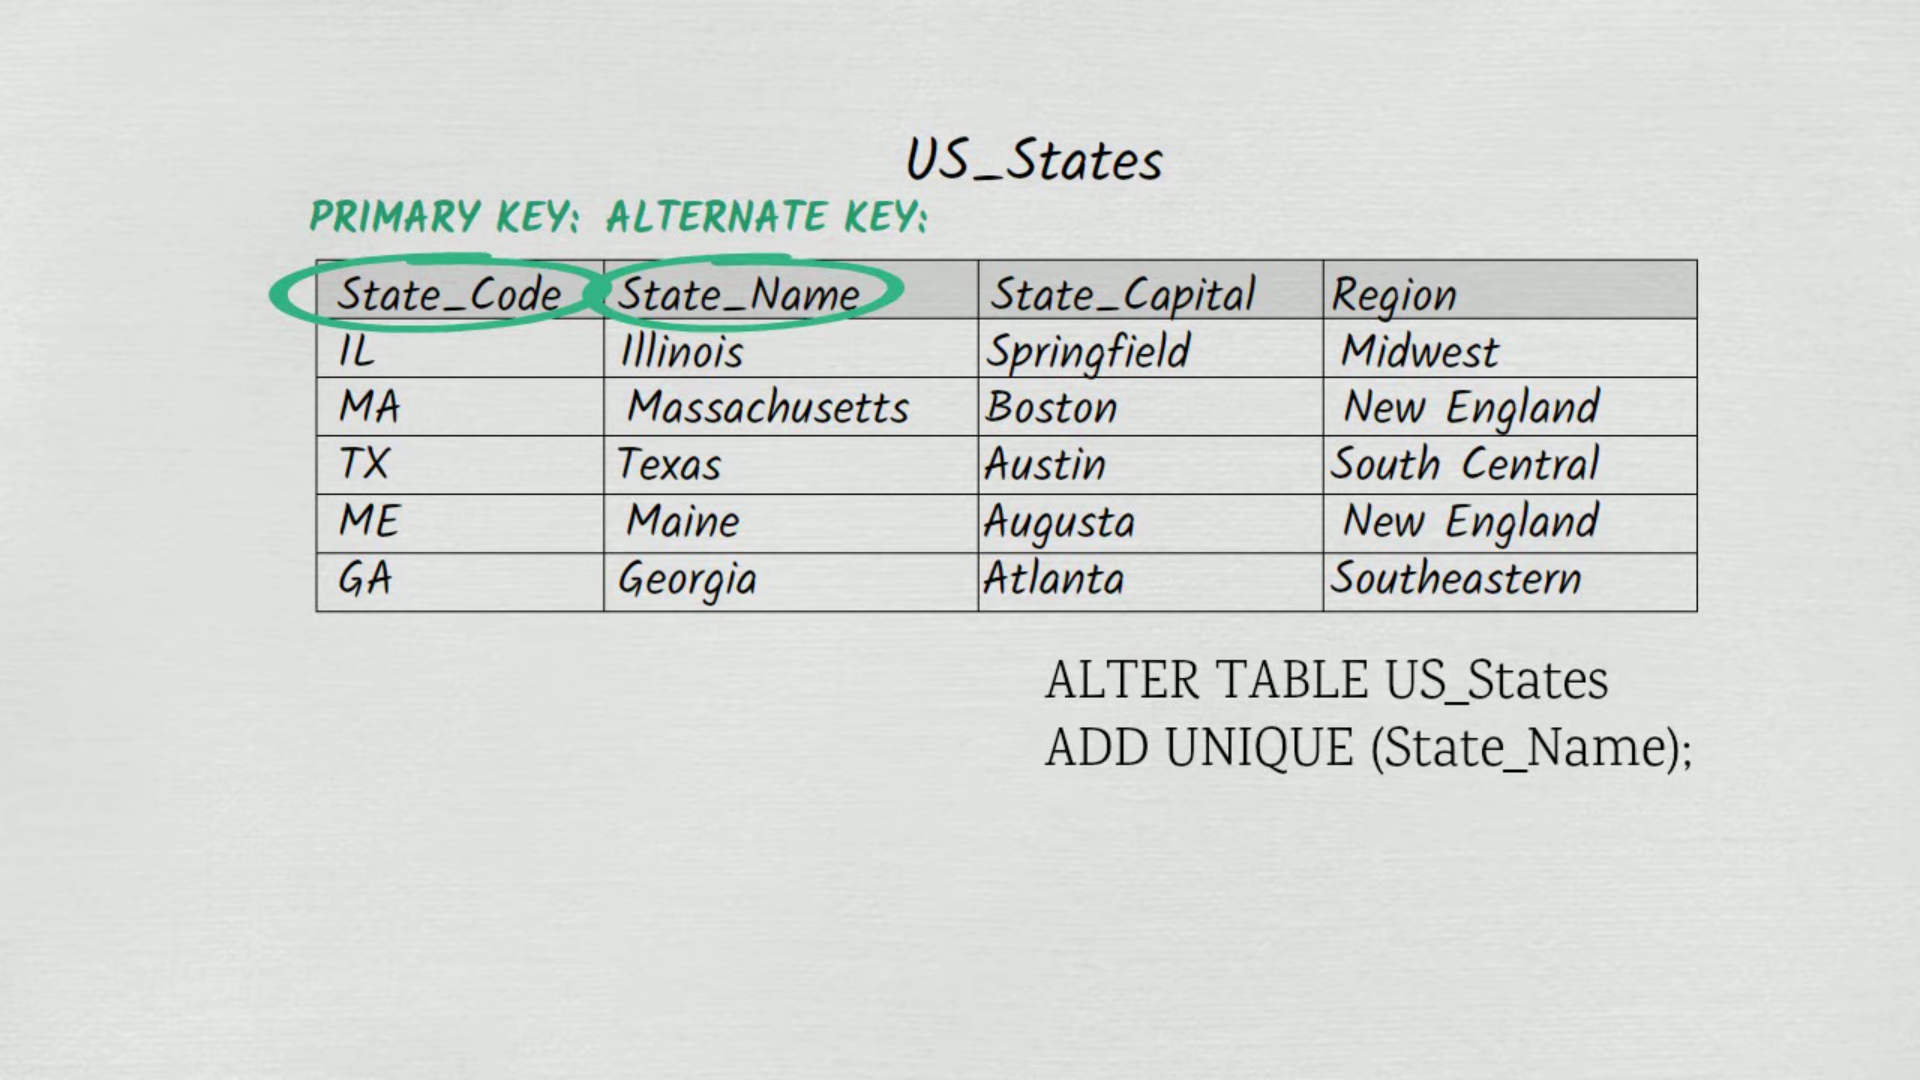 US_States
PRIMARY KEY: ALTERNATE KEY:
State_Code State_Name State_Capital Region
IL Illinois Springfield Midwest
MA Massachusetts Boston New England
TX Texas Austin South Central
ME Maine Augusta New England
GA Georgia Atlanta Southeastern
ALTER TABLE US_States
ADD UNIQUE (State_Name);